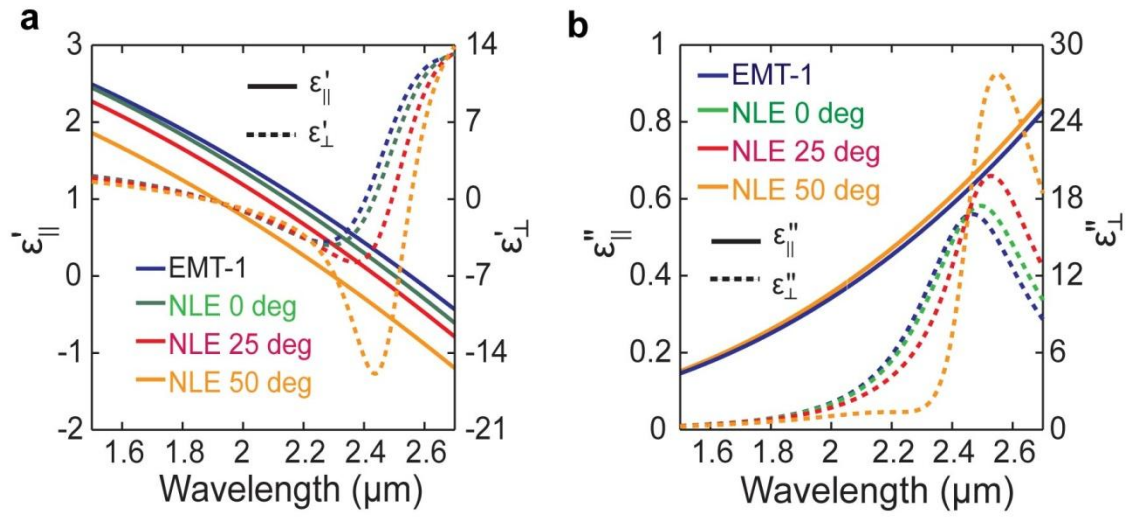 a
3
2
1
0
-1
-2
14
7
0
-7
-14
-21
ε'∥
ε'⊥
EMT-1
NLE 0 deg
NLE 25 deg
NLE 50 deg
ε'∥
ε'⊥
1.6 1.8 2 2.2 2.4 2.6
Wavelength (μm)
b
1
0.8
0.6
0.4
0.2
0
30
24
18
12
6
0
EMT-1
NLE 0 deg
NLE 25 deg
NLE 50 deg
ε''∥
ε''⊥
ε''∥
ε''⊥
1.6 1.8 2 2.2 2.4 2.6
Wavelength (μm)